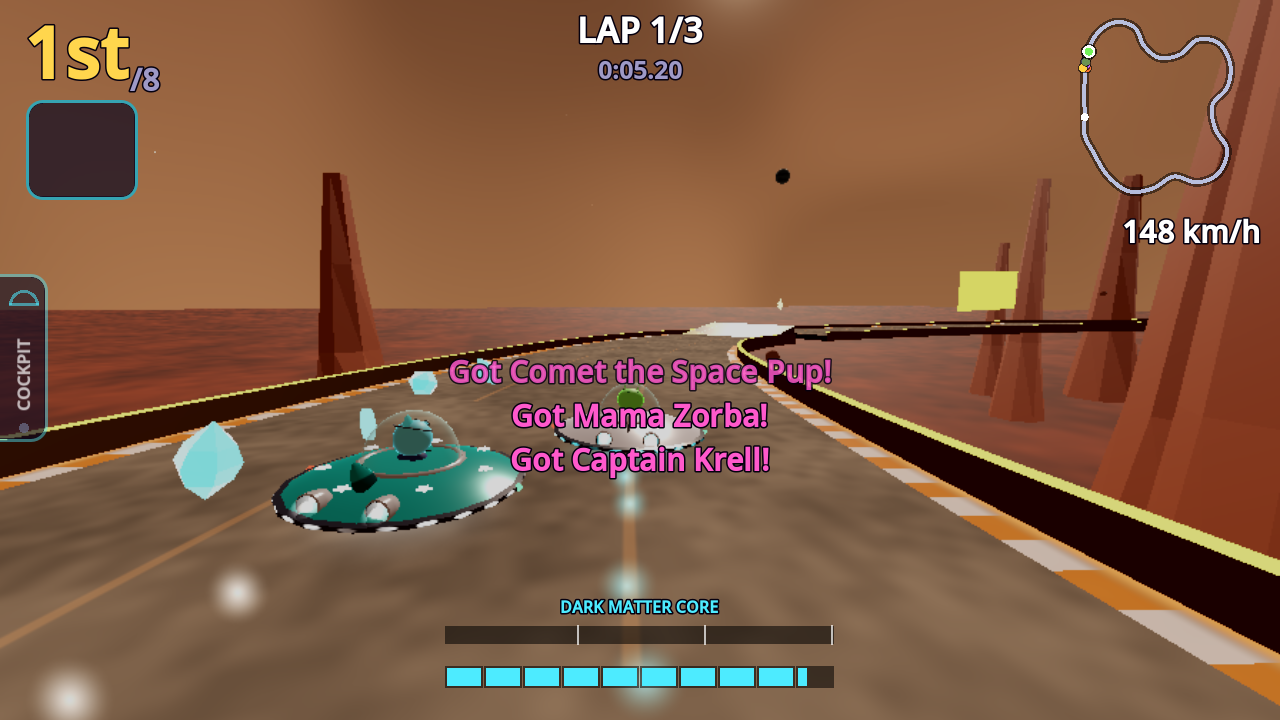 1st/8
LAP 1/3
0:05.20
148 km/h
COCKPIT
Got Comet the Space Pup!
Got Mama Zorba!
Got Captain Krell!
DARK MATTER CORE